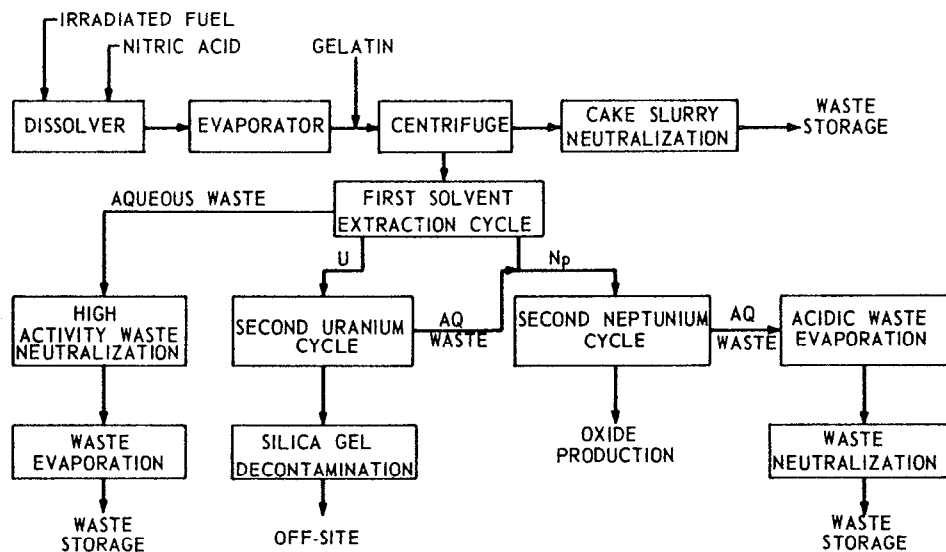 IRRADIATED FUEL
NITRIC ACID
GELATIN
DISSOLVER
EVAPORATOR
CENTRIFUGE
CAKE SLURRY
NEUTRALIZATION
WASTE
STORAGE
AQUEOUS WASTE
FIRST SOLVENT
EXTRACTION CYCLE
U
Np
HIGH
ACTIVITY WASTE
NEUTRALIZATION
SECOND URANIUM
CYCLE
AQ
WASTE
SECOND NEPTUNIUM
CYCLE
AQ
WASTE
ACIDIC WASTE
EVAPORATION
WASTE
EVAPORATION
SILICA GEL
DECONTAMINATION
OXIDE
PRODUCTION
WASTE
NEUTRALIZATION
WASTE
STORAGE
OFF-SITE
WASTE
STORAGE